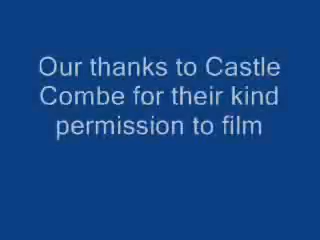 Our thanks to Castle
Combe for their kind
permission to film